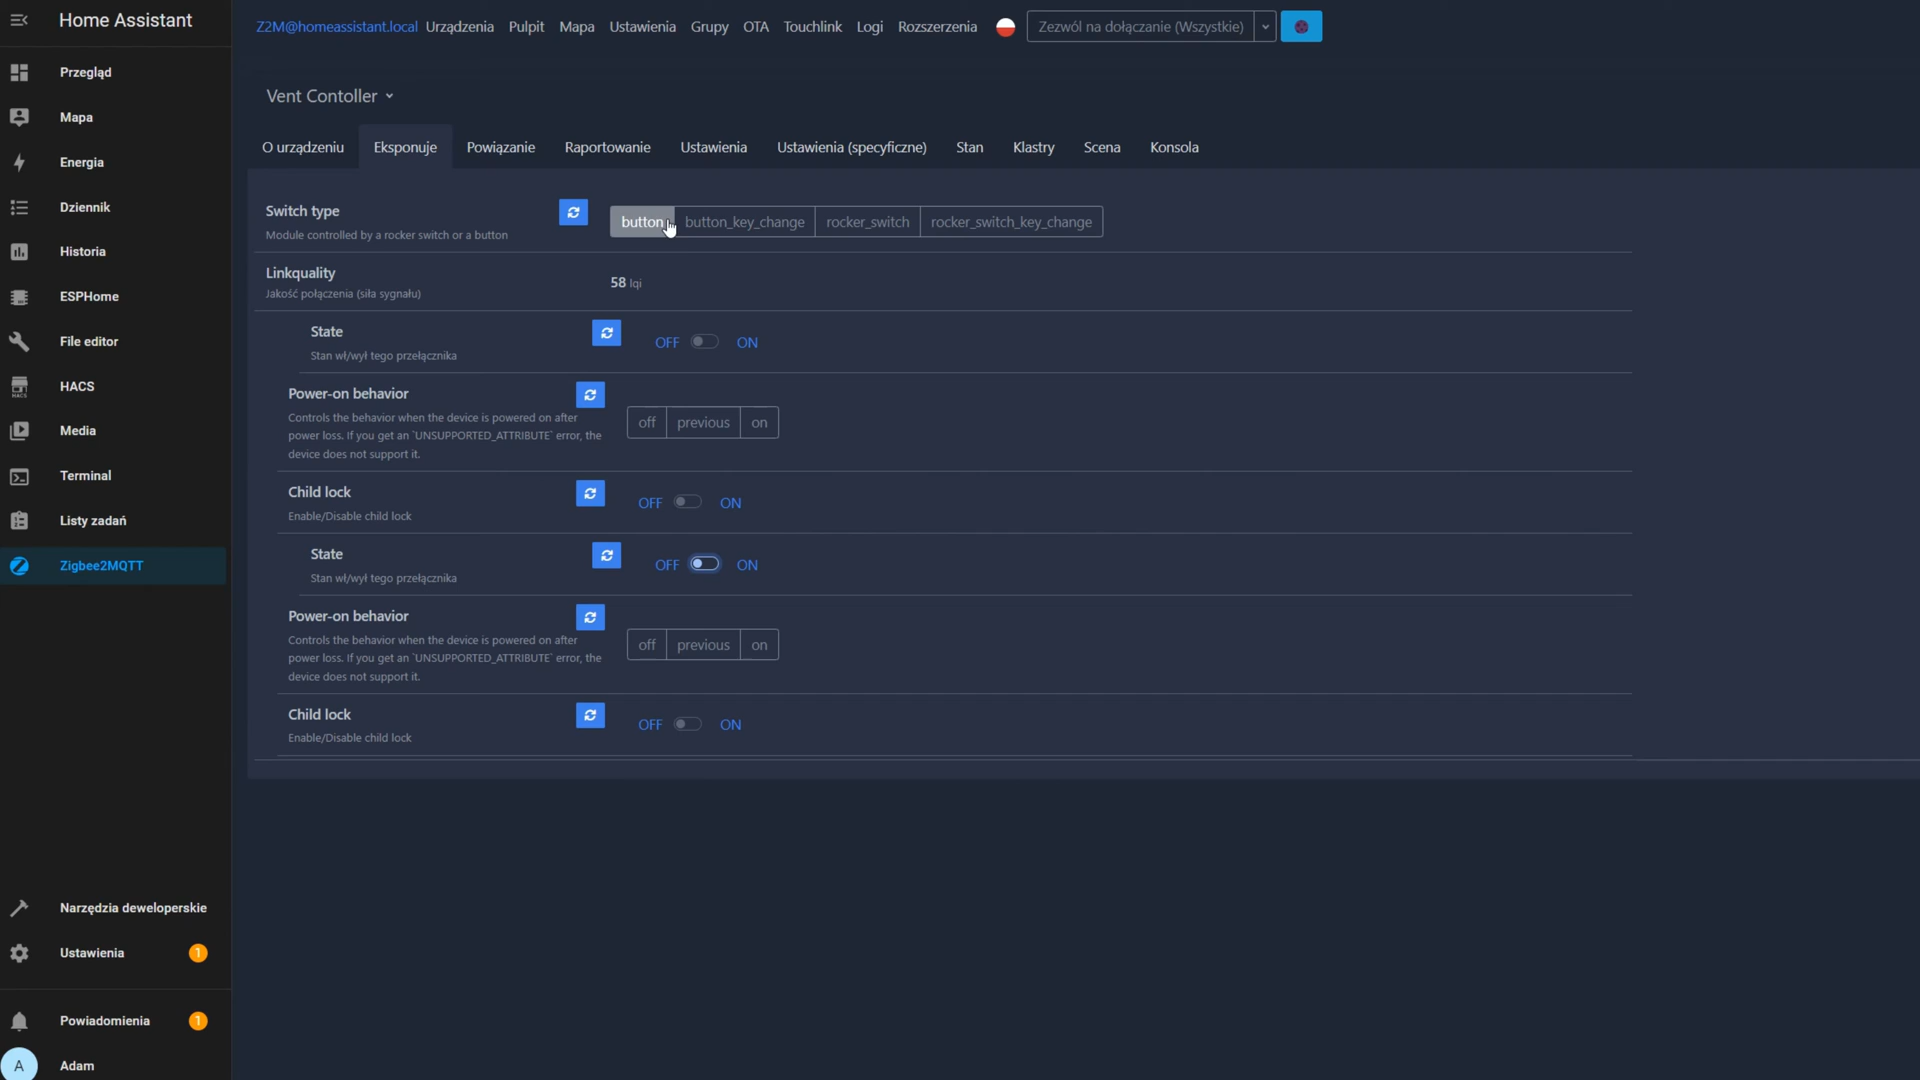 Home Assistant
Przegląd
Mapa
Energia
Dziennik
Historia
ESPHome
File editor
HACS
HACS
Media
Terminal
Listy zadań
Zigbee2MQTT
Narzędzia deweloperskie
Ustawienia 1
Powiadomienia 1
A Adam
Z2M@homeassistant.local Urządzenia Pulpit Mapa Ustawienia Grupy OTA Touchlink Logi Rozszerzenia Zezwól na dołączanie (Wszystkie)
Vent Contoller
O urządzeniu Eksponuje Powiązanie Raportowanie Ustawienia Ustawienia (specyficzne) Stan Klastry Scena Konsola
Switch type
Module controlled by a rocker switch or a button
button button_key_change rocker_switch rocker_switch_key_change
Linkquality
Jakość połączenia (siła sygnału)
58 lqi
State
Stan wł/wył tego przełącznika
OFF ON
Power-on behavior
Controls the behavior when the device is powered on after
power loss. If you get an `UNSUPPORTED_ATTRIBUTE` error, the
device does not support it.
off previous on
Child lock
Enable/Disable child lock
OFF ON
State
Stan wł/wył tego przełącznika
OFF ON
Power-on behavior
Controls the behavior when the device is powered on after
power loss. If you get an `UNSUPPORTED_ATTRIBUTE` error, the
device does not support it.
off previous on
Child lock
Enable/Disable child lock
OFF ON